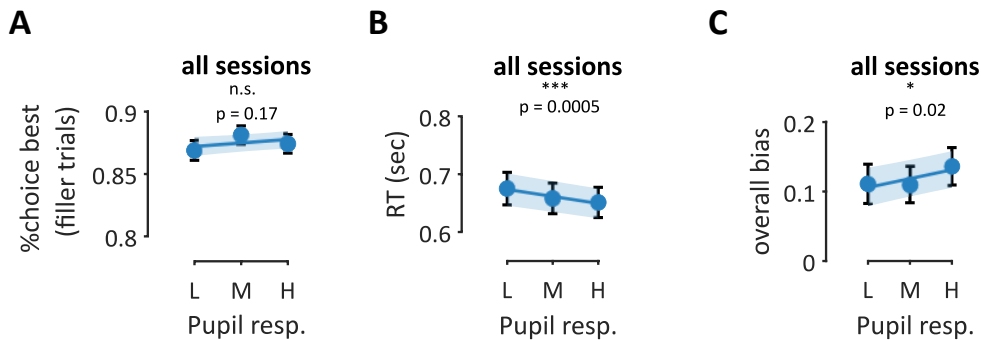 A
all sessions
n.s.
p = 0.17
%choice best
(filler trials)
0.9
0.85
0.8
L M H
Pupil resp.
B
all sessions
***
p = 0.0005
RT (sec)
0.8
0.7
0.6
L M H
Pupil resp.
C
all sessions
*
p = 0.02
overall bias
0.2
0.1
0
L M H
Pupil resp.